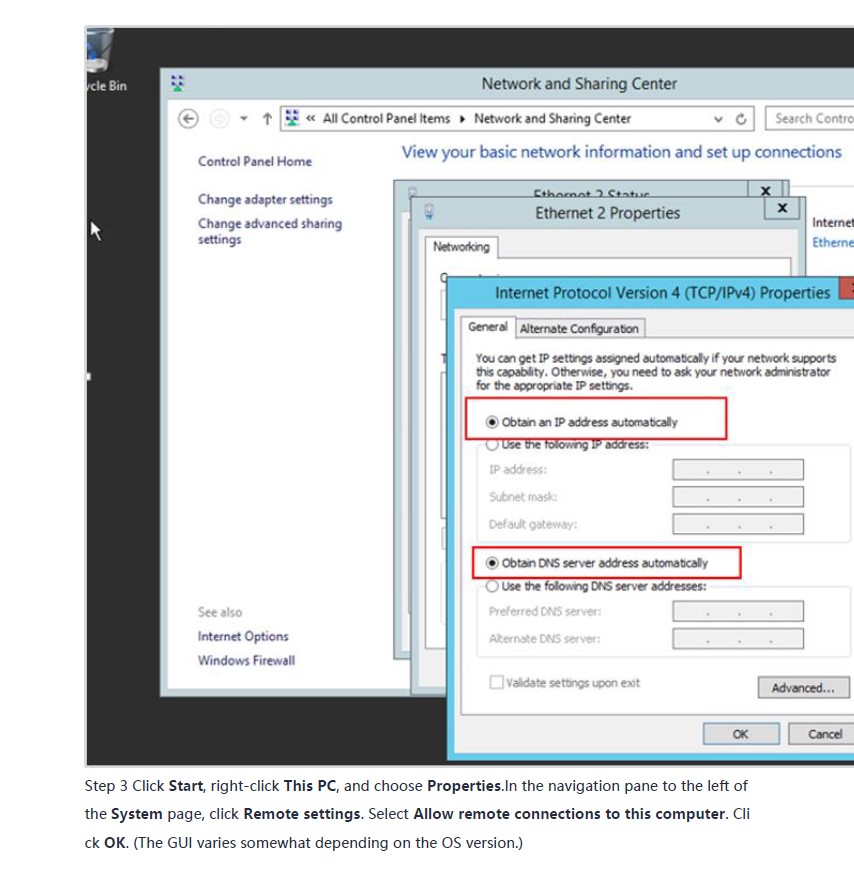 ycle Bin
Network and Sharing Center
« All Control Panel Items ▸ Network and Sharing Center
Search Contro
Control Panel Home
Change adapter settings
Change advanced sharing
settings
View your basic network information and set up connections
Ethernet 2 Status
X
Ethernet 2 Properties
X
Internet
Etherne
Networking
Internet Protocol Version 4 (TCP/IPv4) Properties
General
Alternate Configuration
You can get IP settings assigned automatically if your network supports
this capability. Otherwise, you need to ask your network administrator
for the appropriate IP settings.
Obtain an IP address automatically
Use the following IP address:
IP address:
Subnet mask:
Default gateway:
Obtain DNS server address automatically
Use the following DNS server addresses:
Preferred DNS server:
Alternate DNS server:
Validate settings upon exit
Advanced...
OK
Cancel
See also
Internet Options
Windows Firewall
Step 3 Click Start, right-click This PC, and choose Properties.In the navigation pane to the left of
the System page, click Remote settings. Select Allow remote connections to this computer. Cli
ck OK. (The GUI varies somewhat depending on the OS version.)